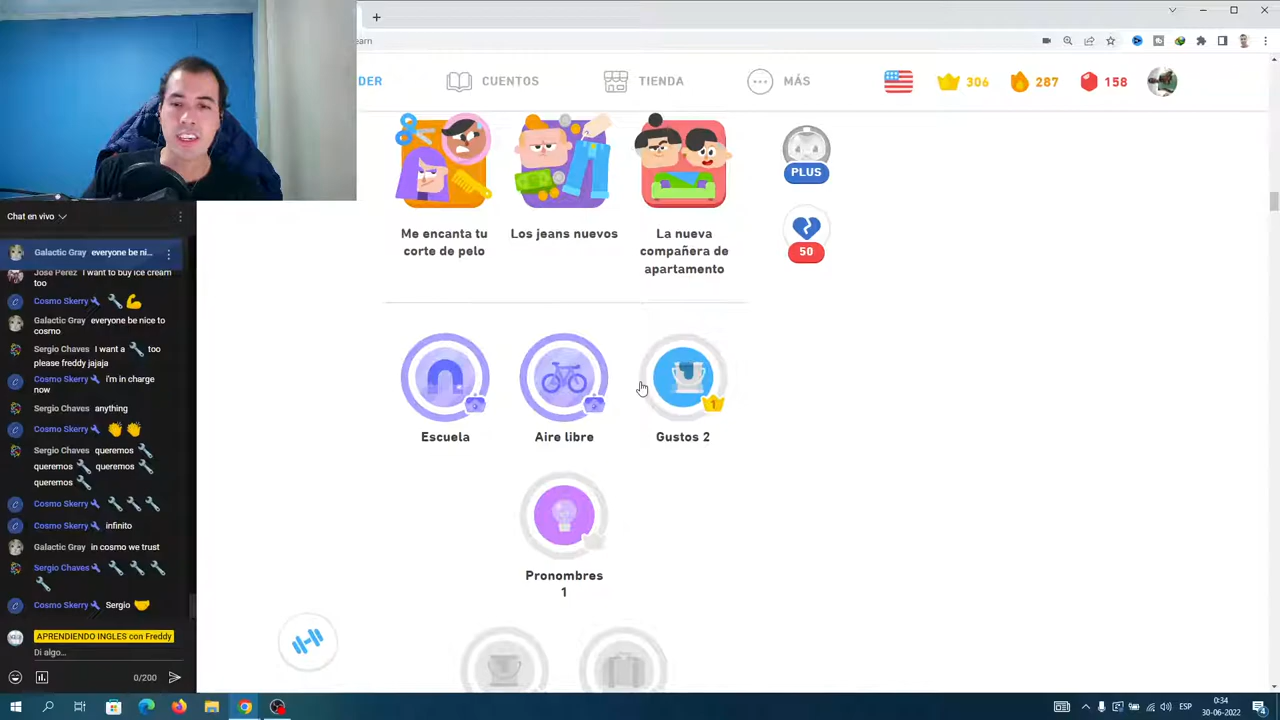 earn
DER
CUENTOS
TIENDA
MÁS
306
287
158
PLUS
50
Me encanta tu
corte de pelo
Los jeans nuevos
La nueva
compañera de
apartamento
Escuela
Aire libre
1
Gustos 2
Pronombres
1
Chat en vivo
Galactic Gray everyone be ni...
Jose Perez I want to buy ice cream
too
Cosmo Skerry
Galactic Gray everyone be nice to
cosmo
Sergio Chaves I want a too
please freddy jajaja
Cosmo Skerry i'm in charge
now
Sergio Chaves anything
Cosmo Skerry
Sergio Chaves queremos
queremos queremos
queremos
Cosmo Skerry
Cosmo Skerry infinito
Galactic Gray in cosmo we trust
Sergio Chaves
Cosmo Skerry Sergio
APRENDIENDO INGLES con Freddy
Di algo...
0/200
ESP
0:34
30-06-2022
4